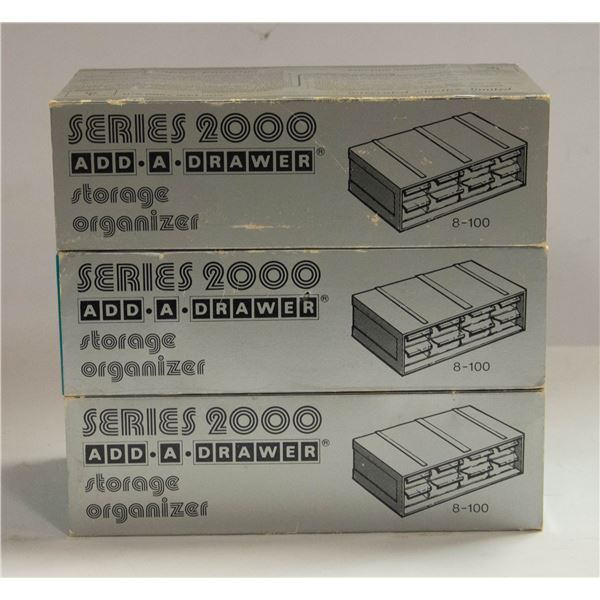 SERIES 2000
ADD·A·DRAWER®
storage
organizer
8-100
SERIES 2000
ADD·A·DRAWER®
storage
organizer
8-100
SERIES 2000
ADD·A·DRAWER®
storage
organizer
8-100